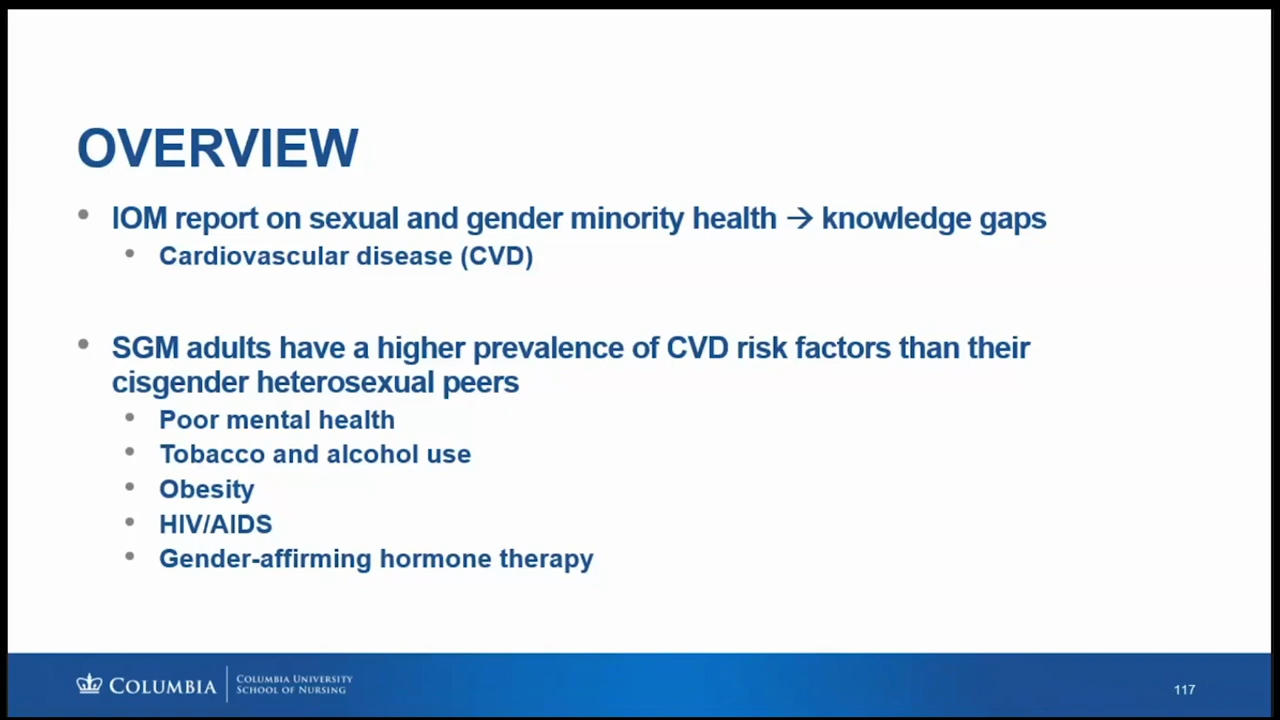 OVERVIEW
• IOM report on sexual and gender minority health → knowledge gaps
• Cardiovascular disease (CVD)
• SGM adults have a higher prevalence of CVD risk factors than their
cisgender heterosexual peers
• Poor mental health
• Tobacco and alcohol use
• Obesity
• HIV/AIDS
• Gender-affirming hormone therapy
COLUMBIA
COLUMBIA UNIVERSITY
SCHOOL OF NURSING
117